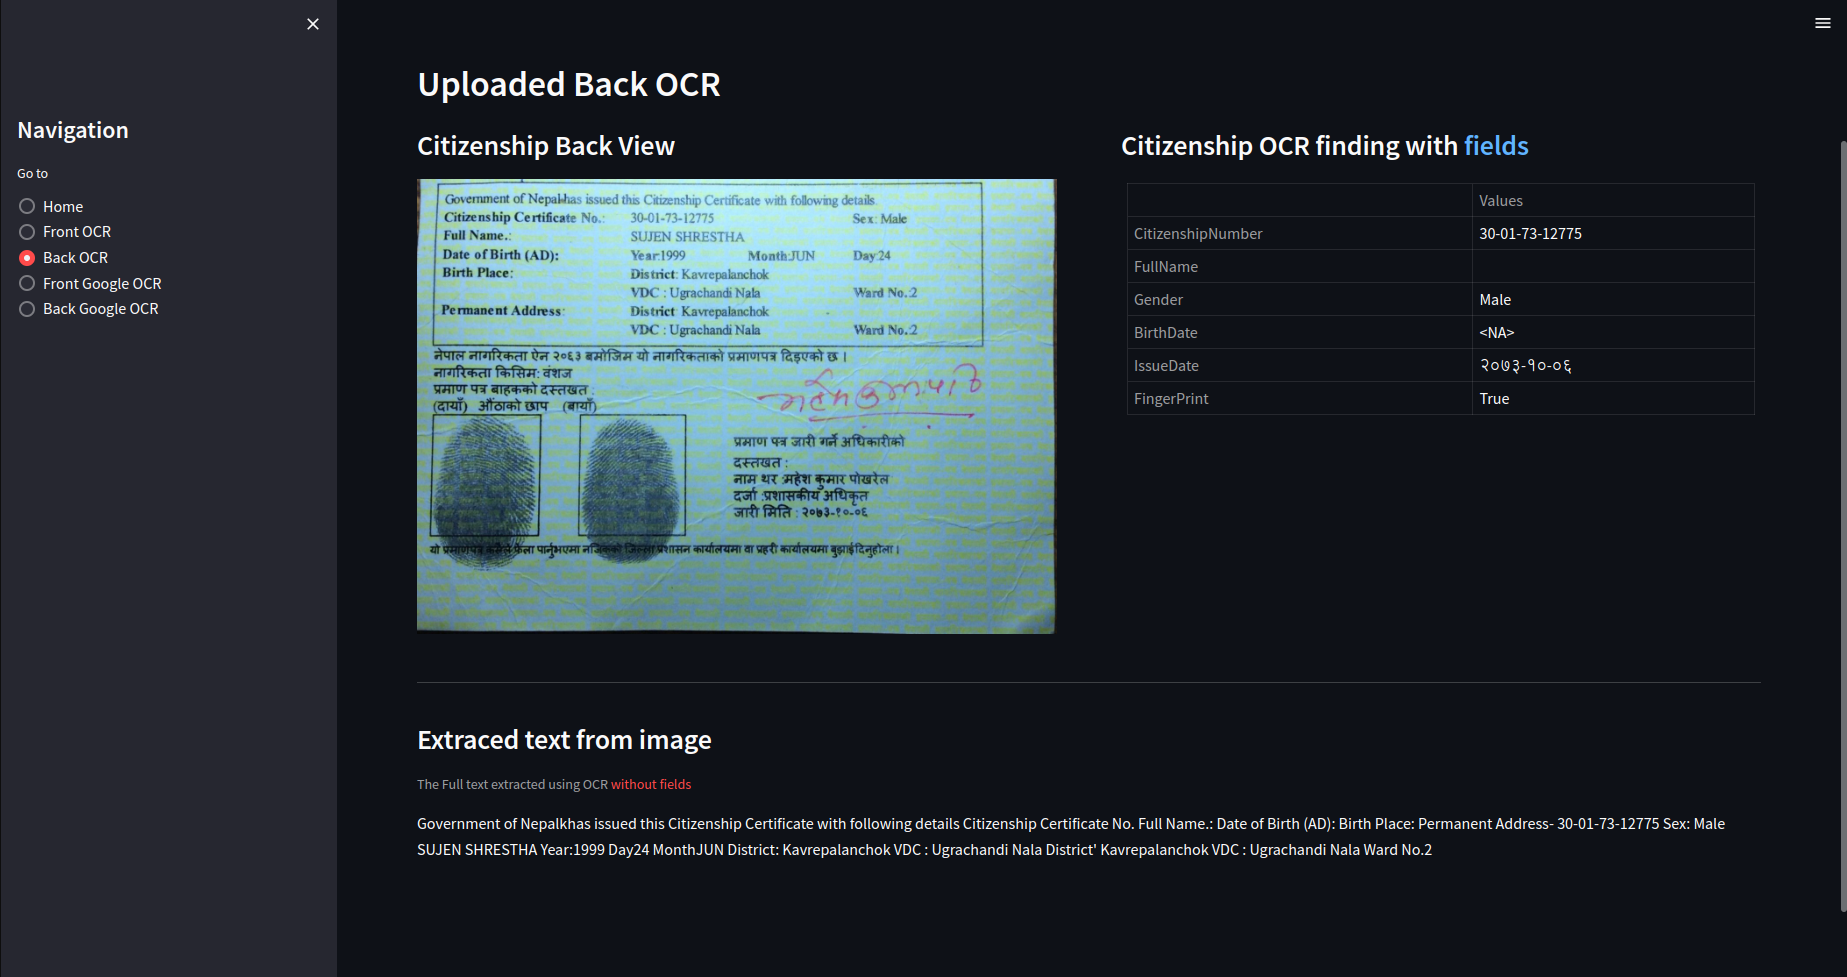 Navigation
Go to
Home
Front OCR
Back OCR
Front Google OCR
Back Google OCR
Uploaded Back OCR
Citizenship Back View
Government of Nepalkhas issued this Citizenship Certificate with following details.
Citizenship Certificate No.: 30-01-73-12775 Sex: Male
Full Name.: SUJEN SHRESTHA
Date of Birth (AD): Year:1999 Month:JUN Day:24
Birth Place: District: Kavrepalanchok
VDC : Ugrachandi Nala Ward No.:2
Permanent Address: District: Kavrepalanchok
VDC : Ugrachandi Nala Ward No.:2
नेपाल नागरिकता ऐन २०६३ बमोजिम यो नागरिकताको प्रमाणपत्र दिइएको छ ।
नागरिकता किसिम: वंशज
प्रमाण पत्र बाहकको दस्तखत :
(दायाँ) औंठाको छाप (बायाँ)
प्रमाण पत्र जारी गर्ने अधिकारीको
दस्तखत :
नाम थर :महेश कुमार पोखरेल
दर्जा :प्रशासकीय अधिकृत
जारी मिति : २०७३-१०-०६
यो प्रमाणपत्र कसैले फेला पार्नुभएमा नजिकको जिल्ला प्रशासन कार्यालयमा वा प्रहरी कार्यालयमा बुझाईदिनुहोला ।
Citizenship OCR finding with fields
Values
CitizenshipNumber 30-01-73-12775
FullName
Gender Male
BirthDate <NA>
IssueDate २०७३-१०-०६
FingerPrint True
Extraced text from image
The Full text extracted using OCR without fields
Government of Nepalkhas issued this Citizenship Certificate with following details Citizenship Certificate No. Full Name.: Date of Birth (AD): Birth Place: Permanent Address- 30-01-73-12775 Sex: Male
SUJEN SHRESTHA Year:1999 Day24 MonthJUN District: Kavrepalanchok VDC : Ugrachandi Nala District' Kavrepalanchok VDC : Ugrachandi Nala Ward No.2